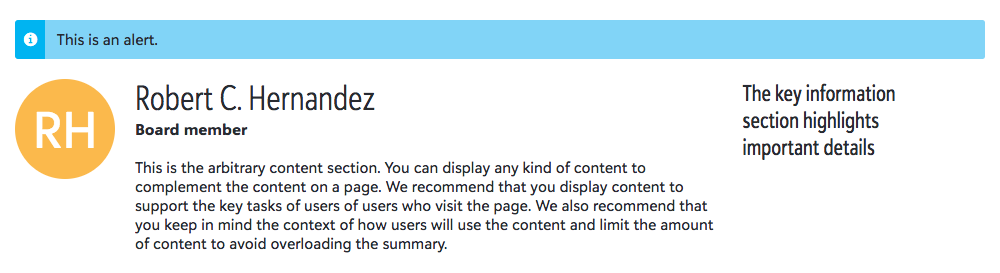 This is an alert.
RH
Robert C. Hernandez
Board member
This is the arbitrary content section. You can display any kind of content to
complement the content on a page. We recommend that you display content to
support the key tasks of users of users who visit the page. We also recommend that
you keep in mind the context of how users will use the content and limit the amount
of content to avoid overloading the summary.
The key information
section highlights
important details